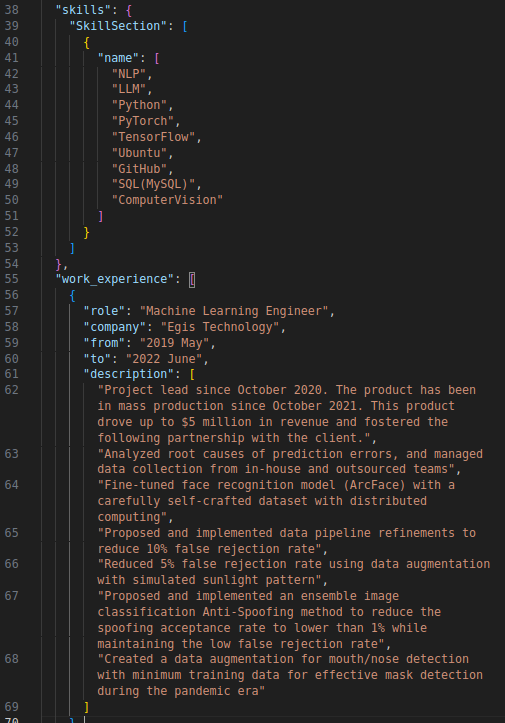 38 "skills": {
39 "SkillSection": [
40 {
41 "name": [
42 "NLP",
43 "LLM",
44 "Python",
45 "PyTorch",
46 "TensorFlow",
47 "Ubuntu",
48 "GitHub",
49 "SQL(MySQL)",
50 "ComputerVision"
51 ]
52 }
53 ]
54 },
55 "work_experience": [
56 {
57 "role": "Machine Learning Engineer",
58 "company": "Egis Technology",
59 "from": "2019 May",
60 "to": "2022 June",
61 "description": [
62 "Project lead since October 2020. The product has been
in mass production since October 2021. This product
drove up to $5 million in revenue and fostered the
following partnership with the client.",
63 "Analyzed root causes of prediction errors, and managed
data collection from in-house and outsourced teams",
64 "Fine-tuned face recognition model (ArcFace) with a
carefully self-crafted dataset with distributed
computing",
65 "Proposed and implemented data pipeline refinements to
reduce 10% false rejection rate",
66 "Reduced 5% false rejection rate using data augmentation
with simulated sunlight pattern",
67 "Proposed and implemented an ensemble image
classification Anti-Spoofing method to reduce the
spoofing acceptance rate to lower than 1% while
maintaining the low false rejection rate",
68 "Created a data augmentation for mouth/nose detection
with minimum training data for effective mask detection
during the pandemic era"
69 ]
70 }